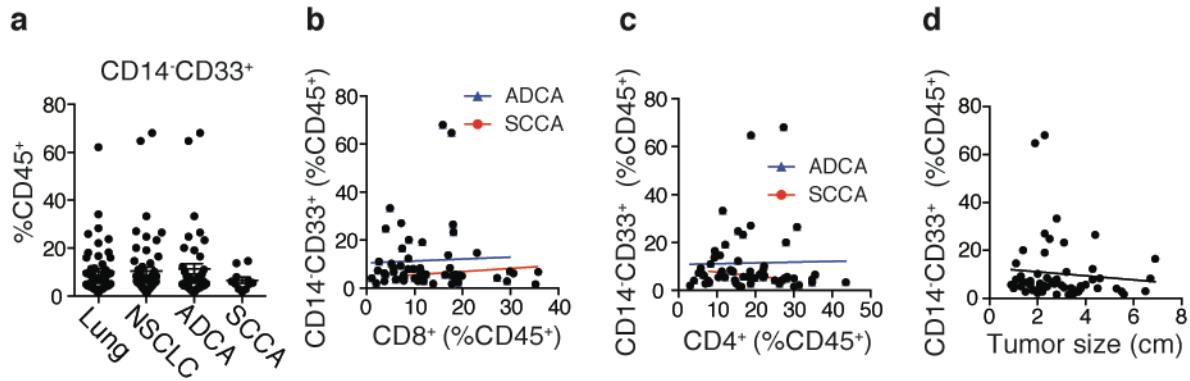 a
CD14⁻CD33⁺
%CD45⁺
80
60
40
20
0
Lung
NSCLC
ADCA
SCCA
b
CD14⁻CD33⁺ (%CD45⁺)
80
60
40
20
0
ADCA
SCCA
0 10 20 30 40
CD8⁺ (%CD45⁺)
c
CD14⁻CD33⁺ (%CD45⁺)
80
60
40
20
0
ADCA
SCCA
0 10 20 30 40 50
CD4⁺ (%CD45⁺)
d
CD14⁻CD33⁺ (%CD45⁺)
80
60
40
20
0
0 2 4 6 8
Tumor size (cm)